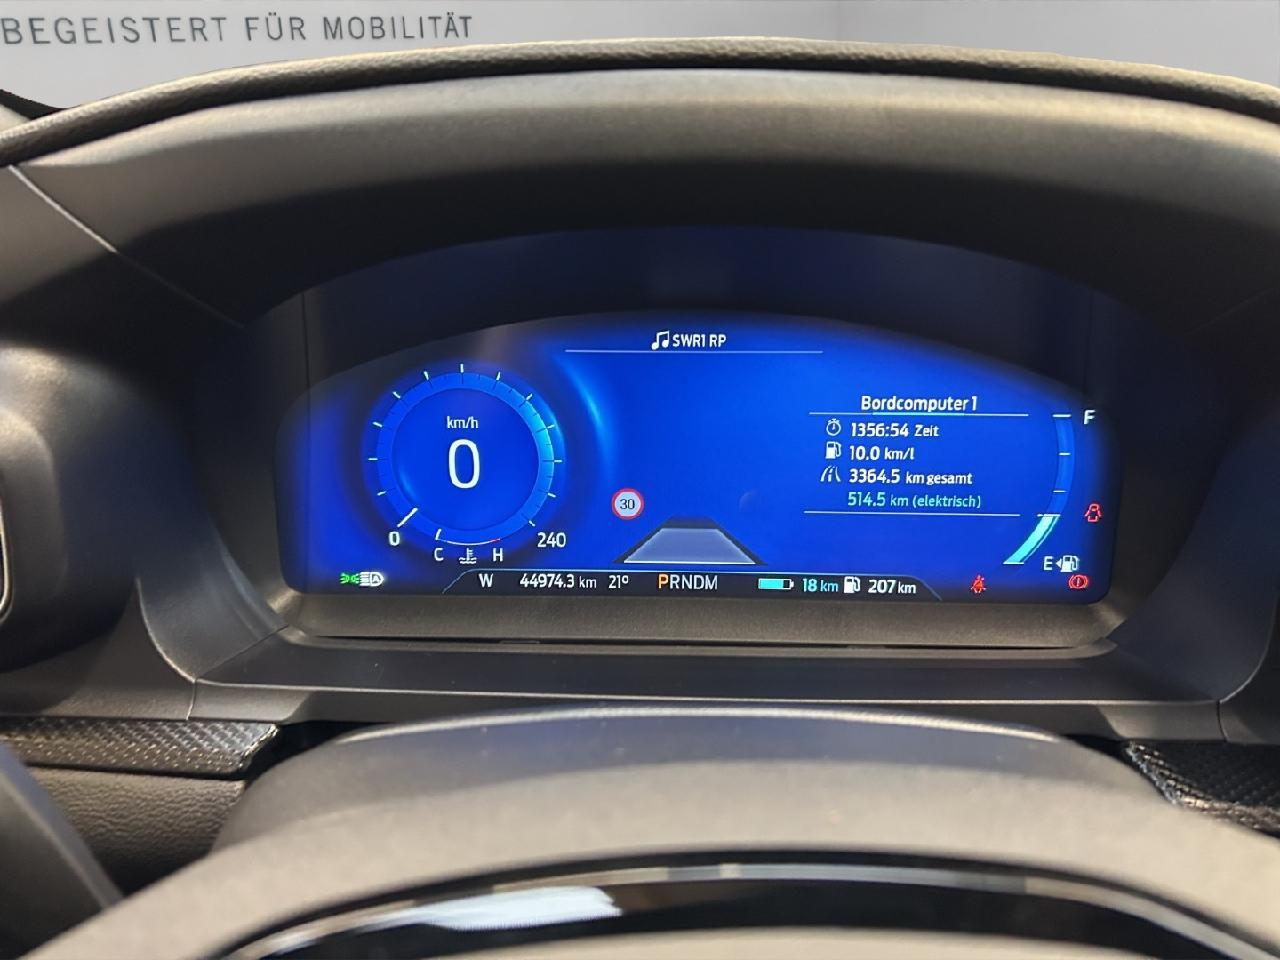 BEGEISTERT FÜR MOBILITÄT
SWR1 RP
km/h
0
0
240
C
H
30
Bordcomputer 1
1356:54 Zeit
10.0 km/l
3364.5 km gesamt
514.5 km (elektrisch)
F
E
A
W 44974.3 km 21° PRNDM 18 km 207 km